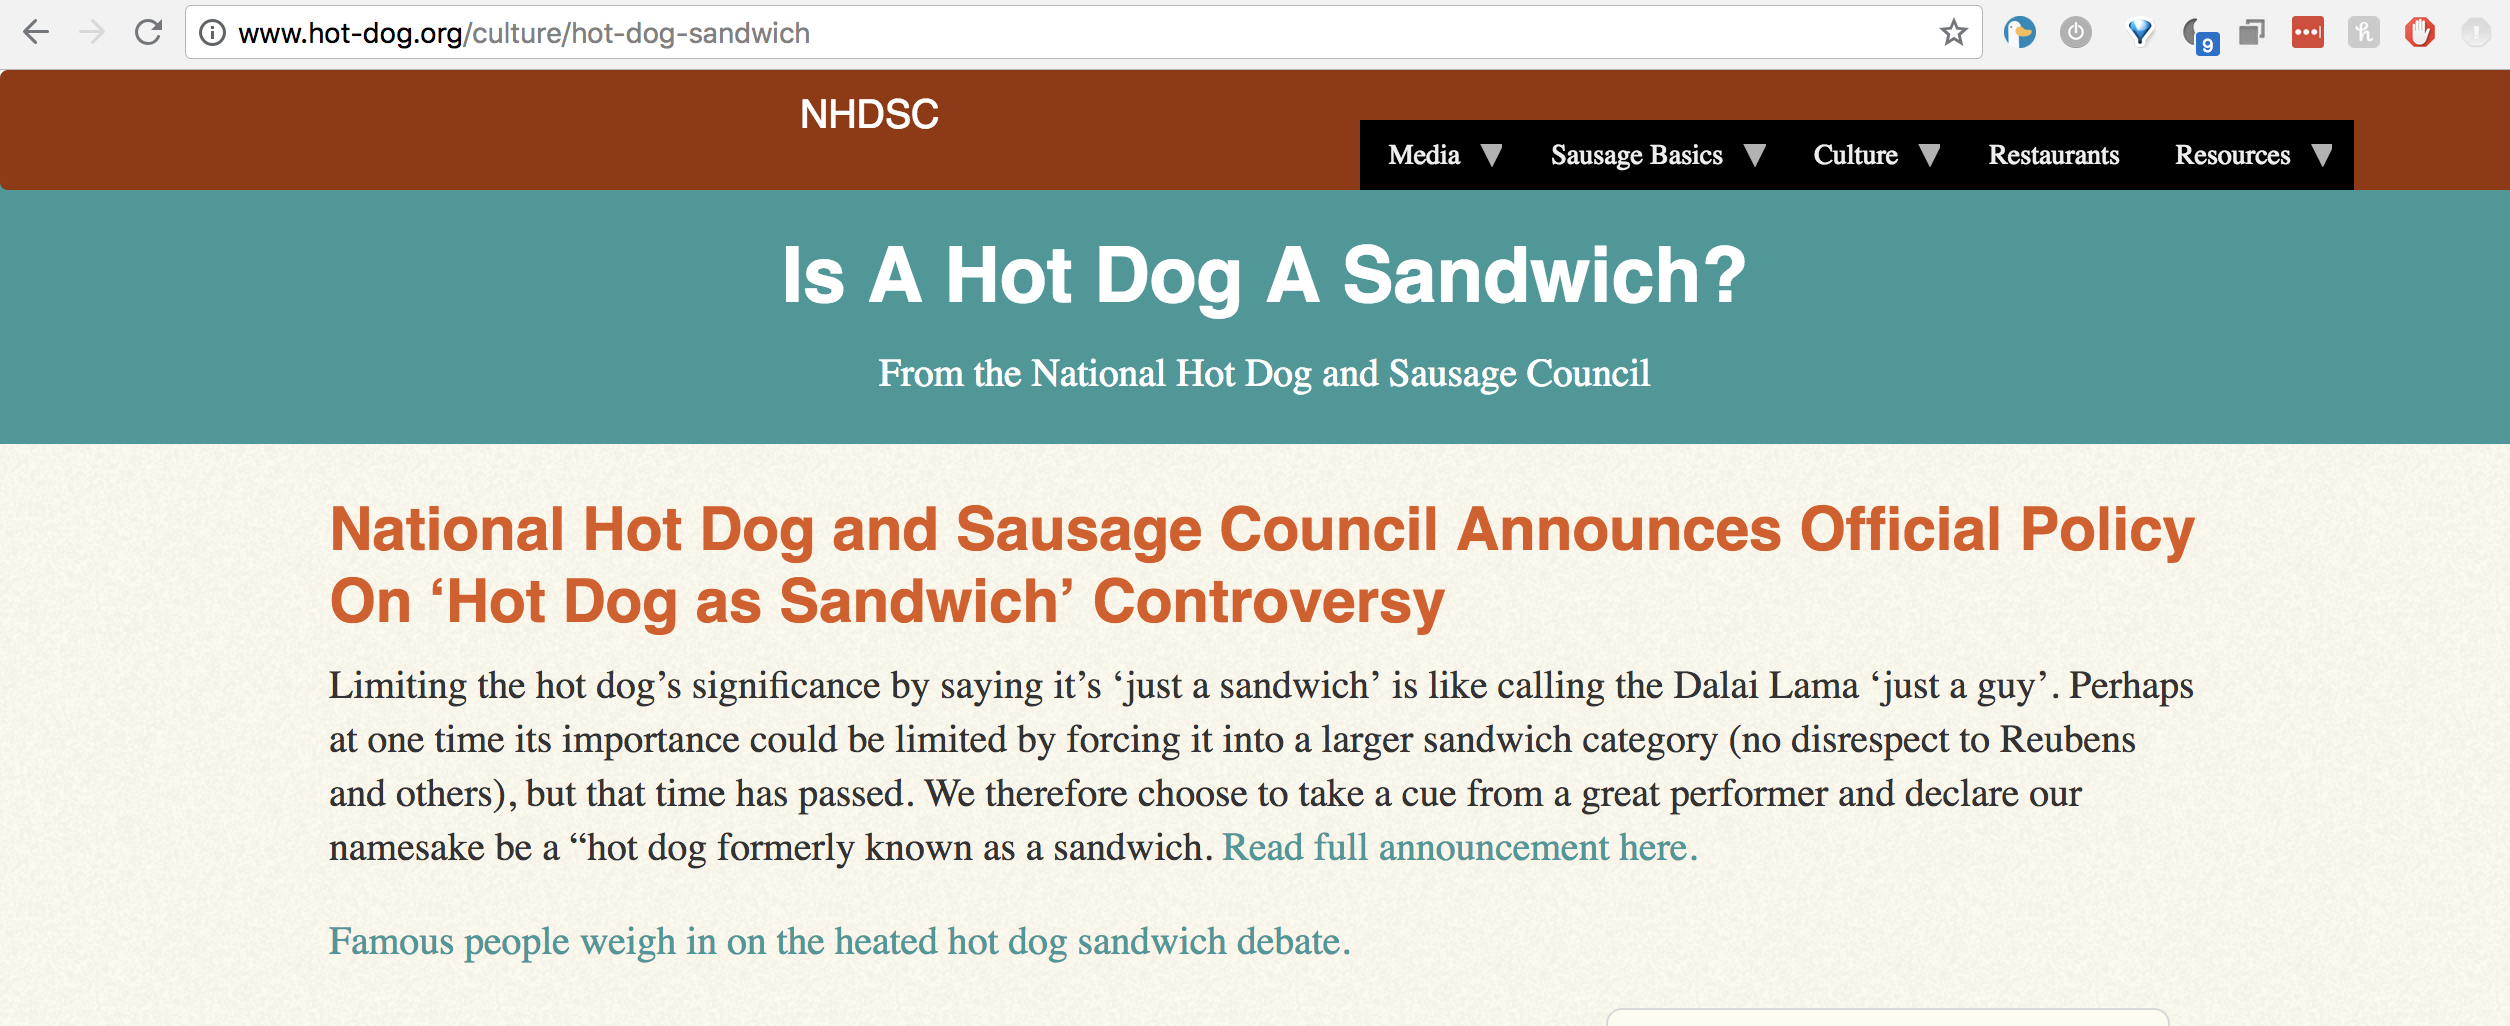 www.hot-dog.org/culture/hot-dog-sandwich
9
NHDSC
Media Sausage Basics Culture Restaurants Resources
Is A Hot Dog A Sandwich?
From the National Hot Dog and Sausage Council
National Hot Dog and Sausage Council Announces Official Policy
On ‘Hot Dog as Sandwich’ Controversy
Limiting the hot dog’s significance by saying it’s ‘just a sandwich’ is like calling the Dalai Lama ‘just a guy’. Perhaps
at one time its importance could be limited by forcing it into a larger sandwich category (no disrespect to Reubens
and others), but that time has passed. We therefore choose to take a cue from a great performer and declare our
namesake be a “hot dog formerly known as a sandwich. Read full announcement here.
Famous people weigh in on the heated hot dog sandwich debate.